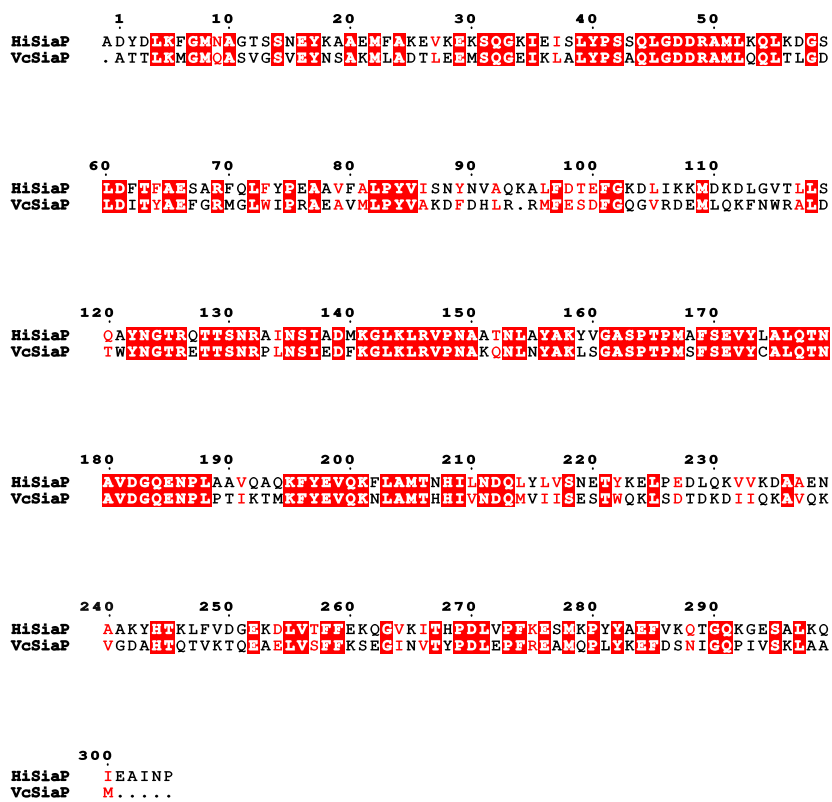 1 10 20 30 40 50
HiSiaP ADYDLKFGMNAGTSSNEYKAAEMFAKEVKEKSQGKIEISLYPSSQLGDDRAMLKQLKDGS
VcSiaP .ATTLKMGMQASVGSVEYNSAKMLADTLEEMSQGEIKLALYPSAQLGDDRAMLQQLTLGD
60 70 80 90 100 110
HiSiaP LDFTFAESARFQLFYPEAAVFALPYVISNYNVAQKALFDTEFGKDLIKKMDKDLGVTLLS
VcSiaP LDITYAEFGRMGLWIPRAEAVMLPYVAKDFDHLR.RMFESDFGQGVRDEMLQKFNWRALD
120 130 140 150 160 170
HiSiaP QAYNGTRQTTSNRAINSIADMKGLKLRVPNAATNLAYAKYVGASPTPMAFSEVYLALQTN
VcSiaP TWYNGTRETTSNRPLNSIEDFKGLKLRVPNAKQNLNYAKLSGASPTPMSFSEVYCALQTN
180 190 200 210 220 230
HiSiaP AVDGQENPLAAVQAQKFYEVQKFLAMTNHILNDQLYLVSNETYKELPEDLQKVVKDAAEN
VcSiaP AVDGQENPLPTIKTMKFYEVQKNLAMTHHIVNDQMVIISESTWQKLSDTDKDIIQKAVQK
240 250 260 270 280 290
HiSiaP AAKYHTKLFVDGEKDLVTFFEKQGVKITHPDLVPFKESMKPYYAEFVKQTGQKGESALKQ
VcSiaP VGDAHTQTVKTQEAELVSFFKSEGINVTYPDLEPFREAMQPLYKEFDSNIGQPIVSKLAA
300
HiSiaP IEAINP
VcSiaP M.....